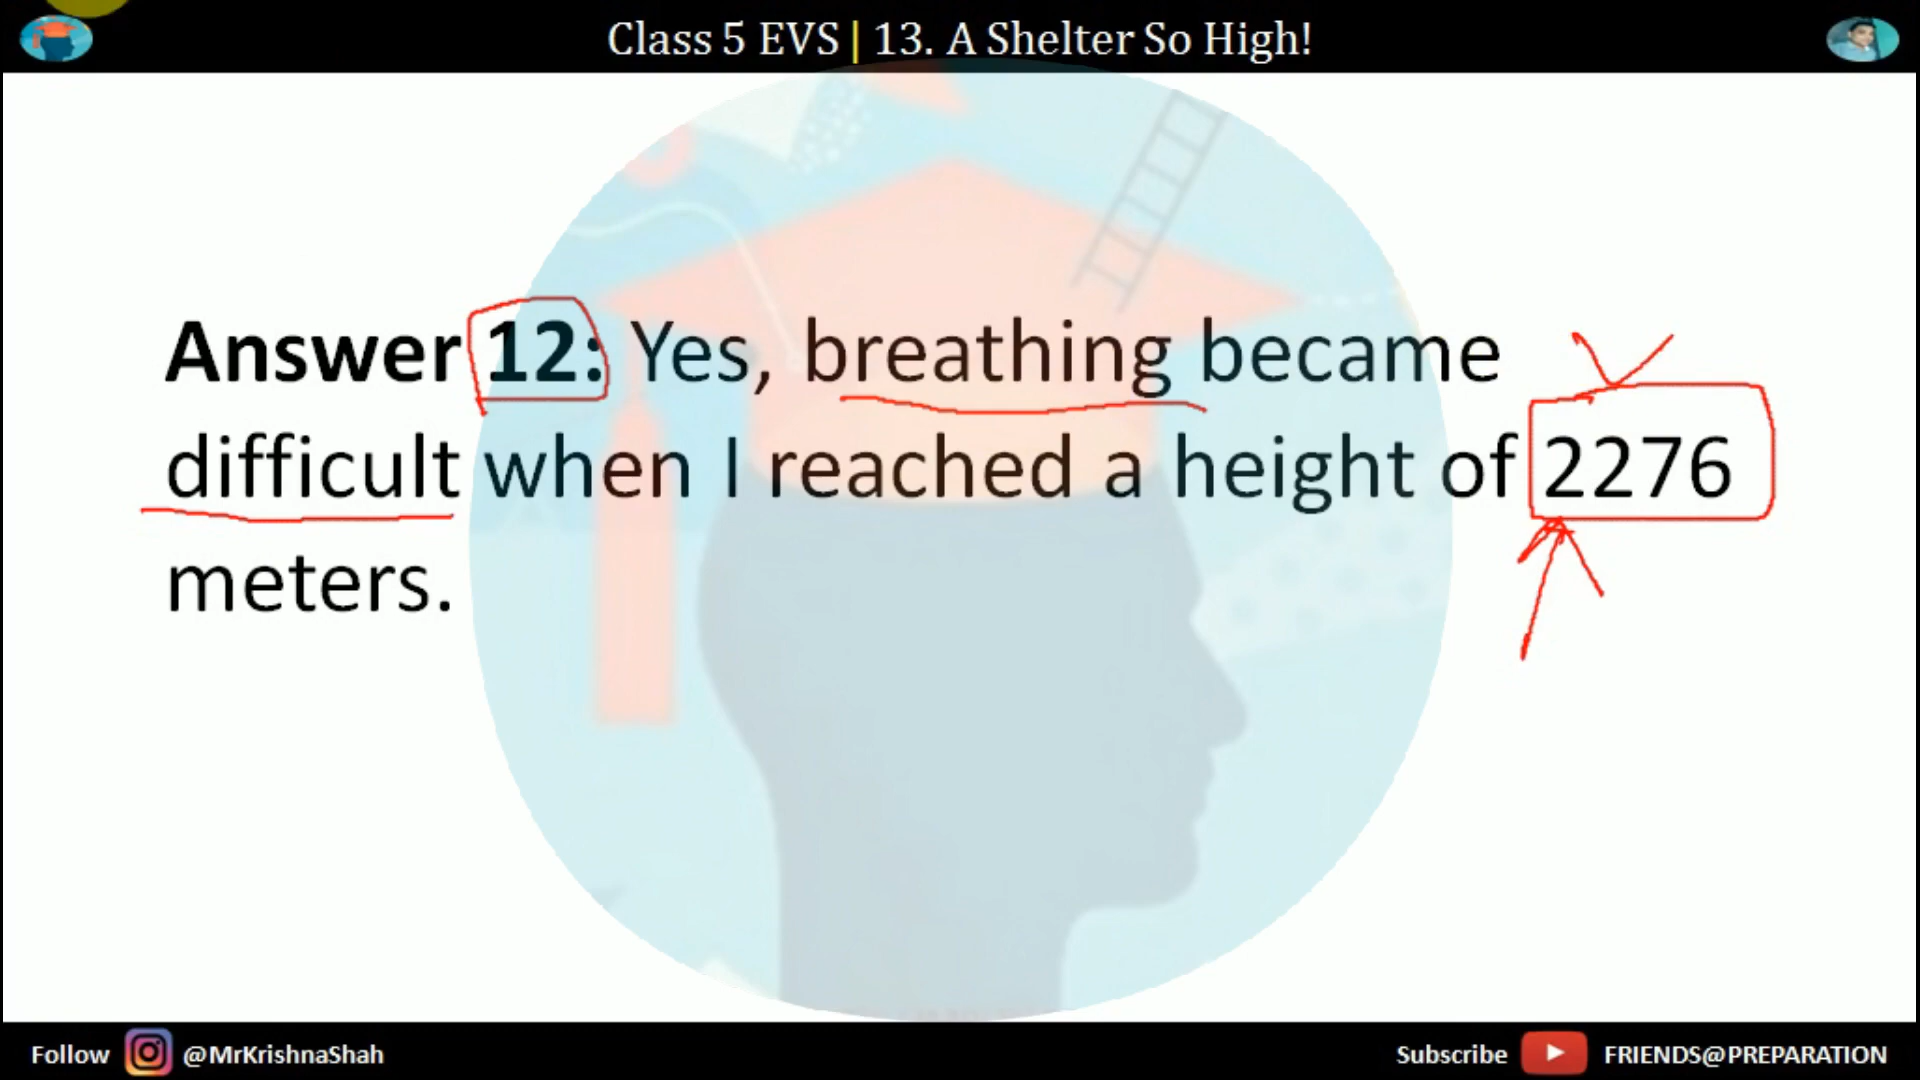 Class 5 EVS | 13. A Shelter So High!
Answer 12: Yes, breathing became
difficult when I reached a height of 2276
meters.
Follow @MrKrishnaShah
Subscribe FRIENDS@PREPARATION